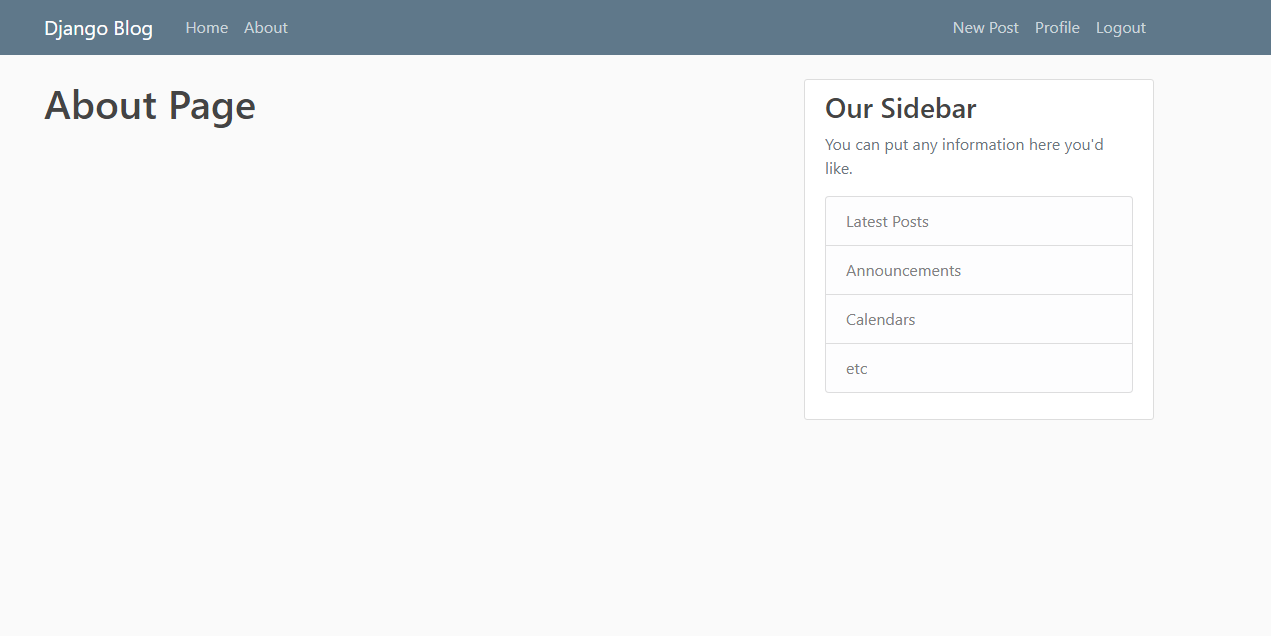 Django Blog Home About New Post Profile Logout
About Page
Our Sidebar
You can put any information here you'd
like.
Latest Posts
Announcements
Calendars
etc